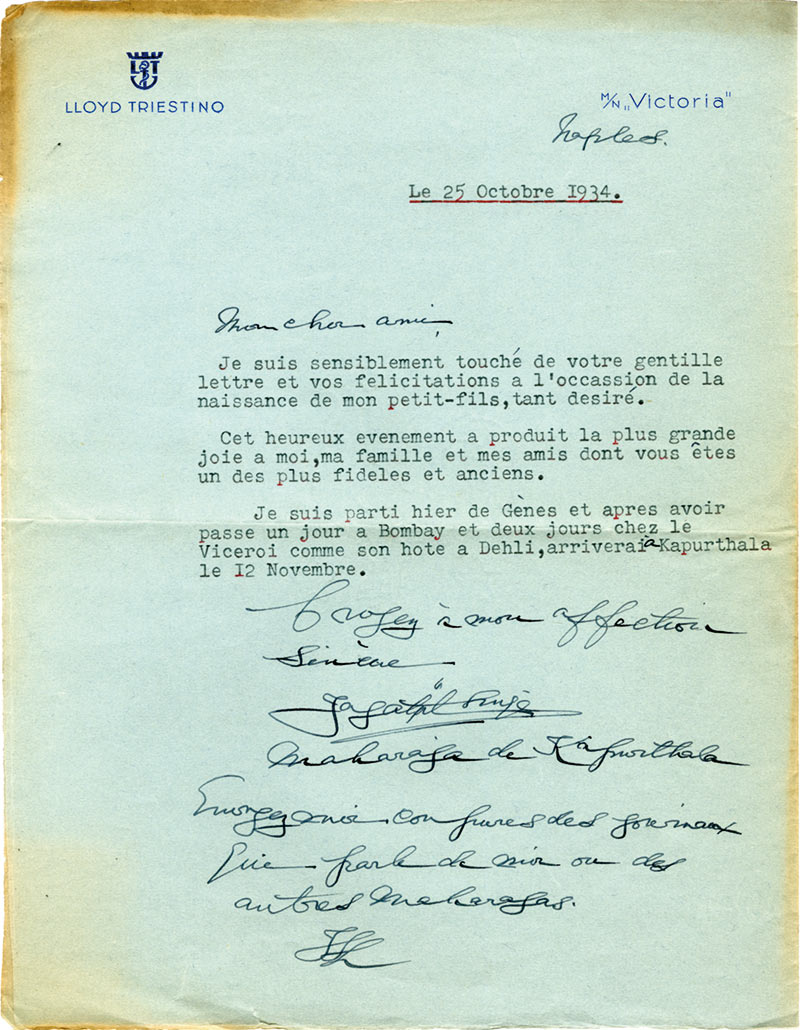 LLOYD TRIESTINO
M/N „Victoria"
Naples.
Le 25 Octobre 1934.
Mon cher ami,
Je suis sensiblement touché de votre gentille
lettre et vos felicitations a l'occassion de la
naissance de mon petit-fils,tant desiré.
Cet heureux evenement a produit la plus grande
joie a moi,ma famille et mes amis dont vous êtes
un des plus fideles et anciens.
Je suis parti hier de Gènes et apres avoir
passe un jour a Bombay et deux jours chez le
Viceroi comme son hote a Dehli,arriverai a Kapurthala
le 12 Novembre.
Croyez à mon affection
sincère
Jagatjit Singh
Maharaja de Kapurthala
Envoyez moi coupures des journaux
qui parle de moi ou des
autres Maharajas.